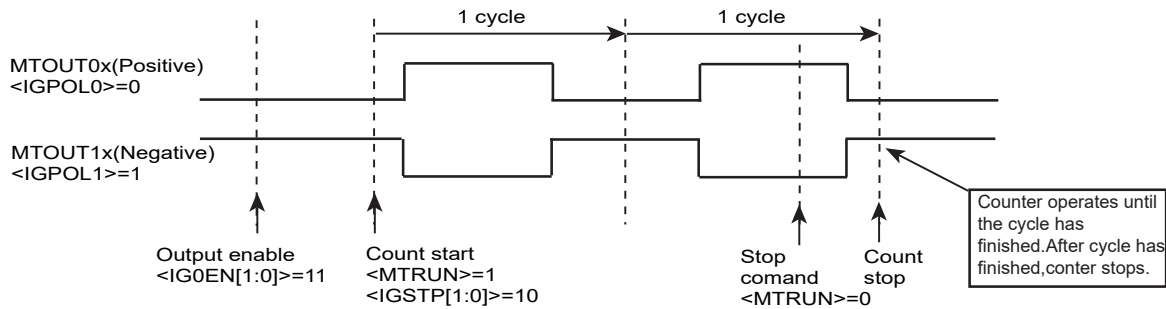 1 cycle
1 cycle
MTOUT0x(Positive)
<IGPOL0>=0
MTOUT1x(Negative)
<IGPOL1>=1
Output enable
<IG0EN[1:0]>=11
Count start
<MTRUN>=1
<IGSTP[1:0]>=10
Stop
comand
<MTRUN>=0
Count
stop
Counter operates until
the cycle has
finished.After cycle has
finished,conter stops.